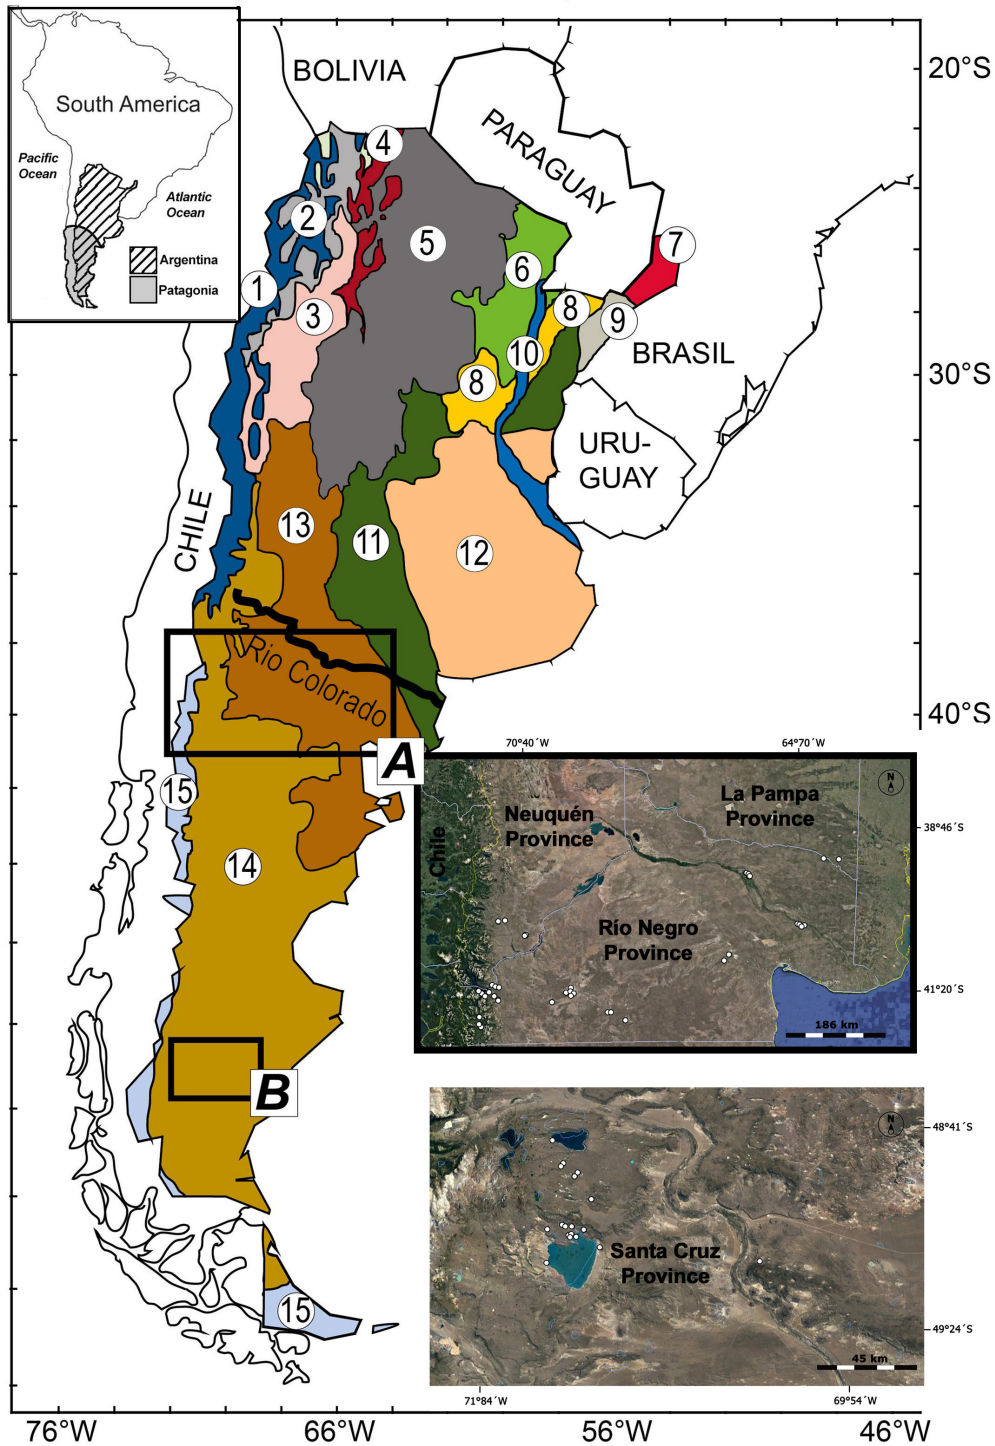 South America
Pacific
Ocean
Atlantic
Ocean
Argentina
Patagonia
BOLIVIA
PARAGUAY
BRASIL
URU-
GUAY
CHILE
20°S
30°S
40°S
1
2
3
4
5
6
7
8
9
10
8
11
12
13
Rio Colorado
A
15
14
B
15
70°40´W
64°70´W
Neuquén
Province
La Pampa
Province
Chile
Río Negro
Province
N
38°46´S
41°20´S
186 km
N
48°41´S
Santa Cruz
Province
49°24´S
45 km
71°84´W
69°54´W
76°W
66°W
56°W
46°W